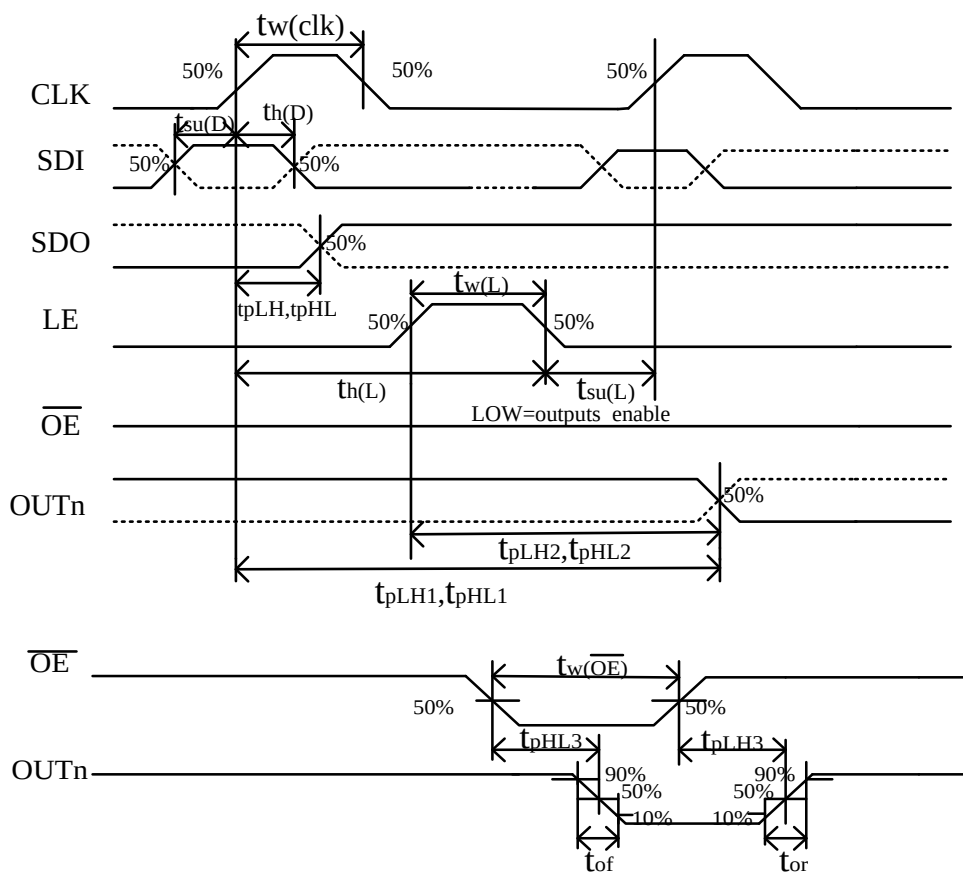 tw(clk)
50% 50% 50%
CLK
tsu(D) th(D)
SDI 50% 50%
SDO 50%
tpLH,tpHL tw(L)
LE 50% 50%
th(L) tsu(L)
LOW=outputs enable
OE
OUTn 50%
tpLH2,tpHL2
tpLH1,tpHL1
OE tw(OE)
50% 50%
tpHL3 tpLH3
OUTn 90% 90%
50% 50%
10% 10%
tof tor